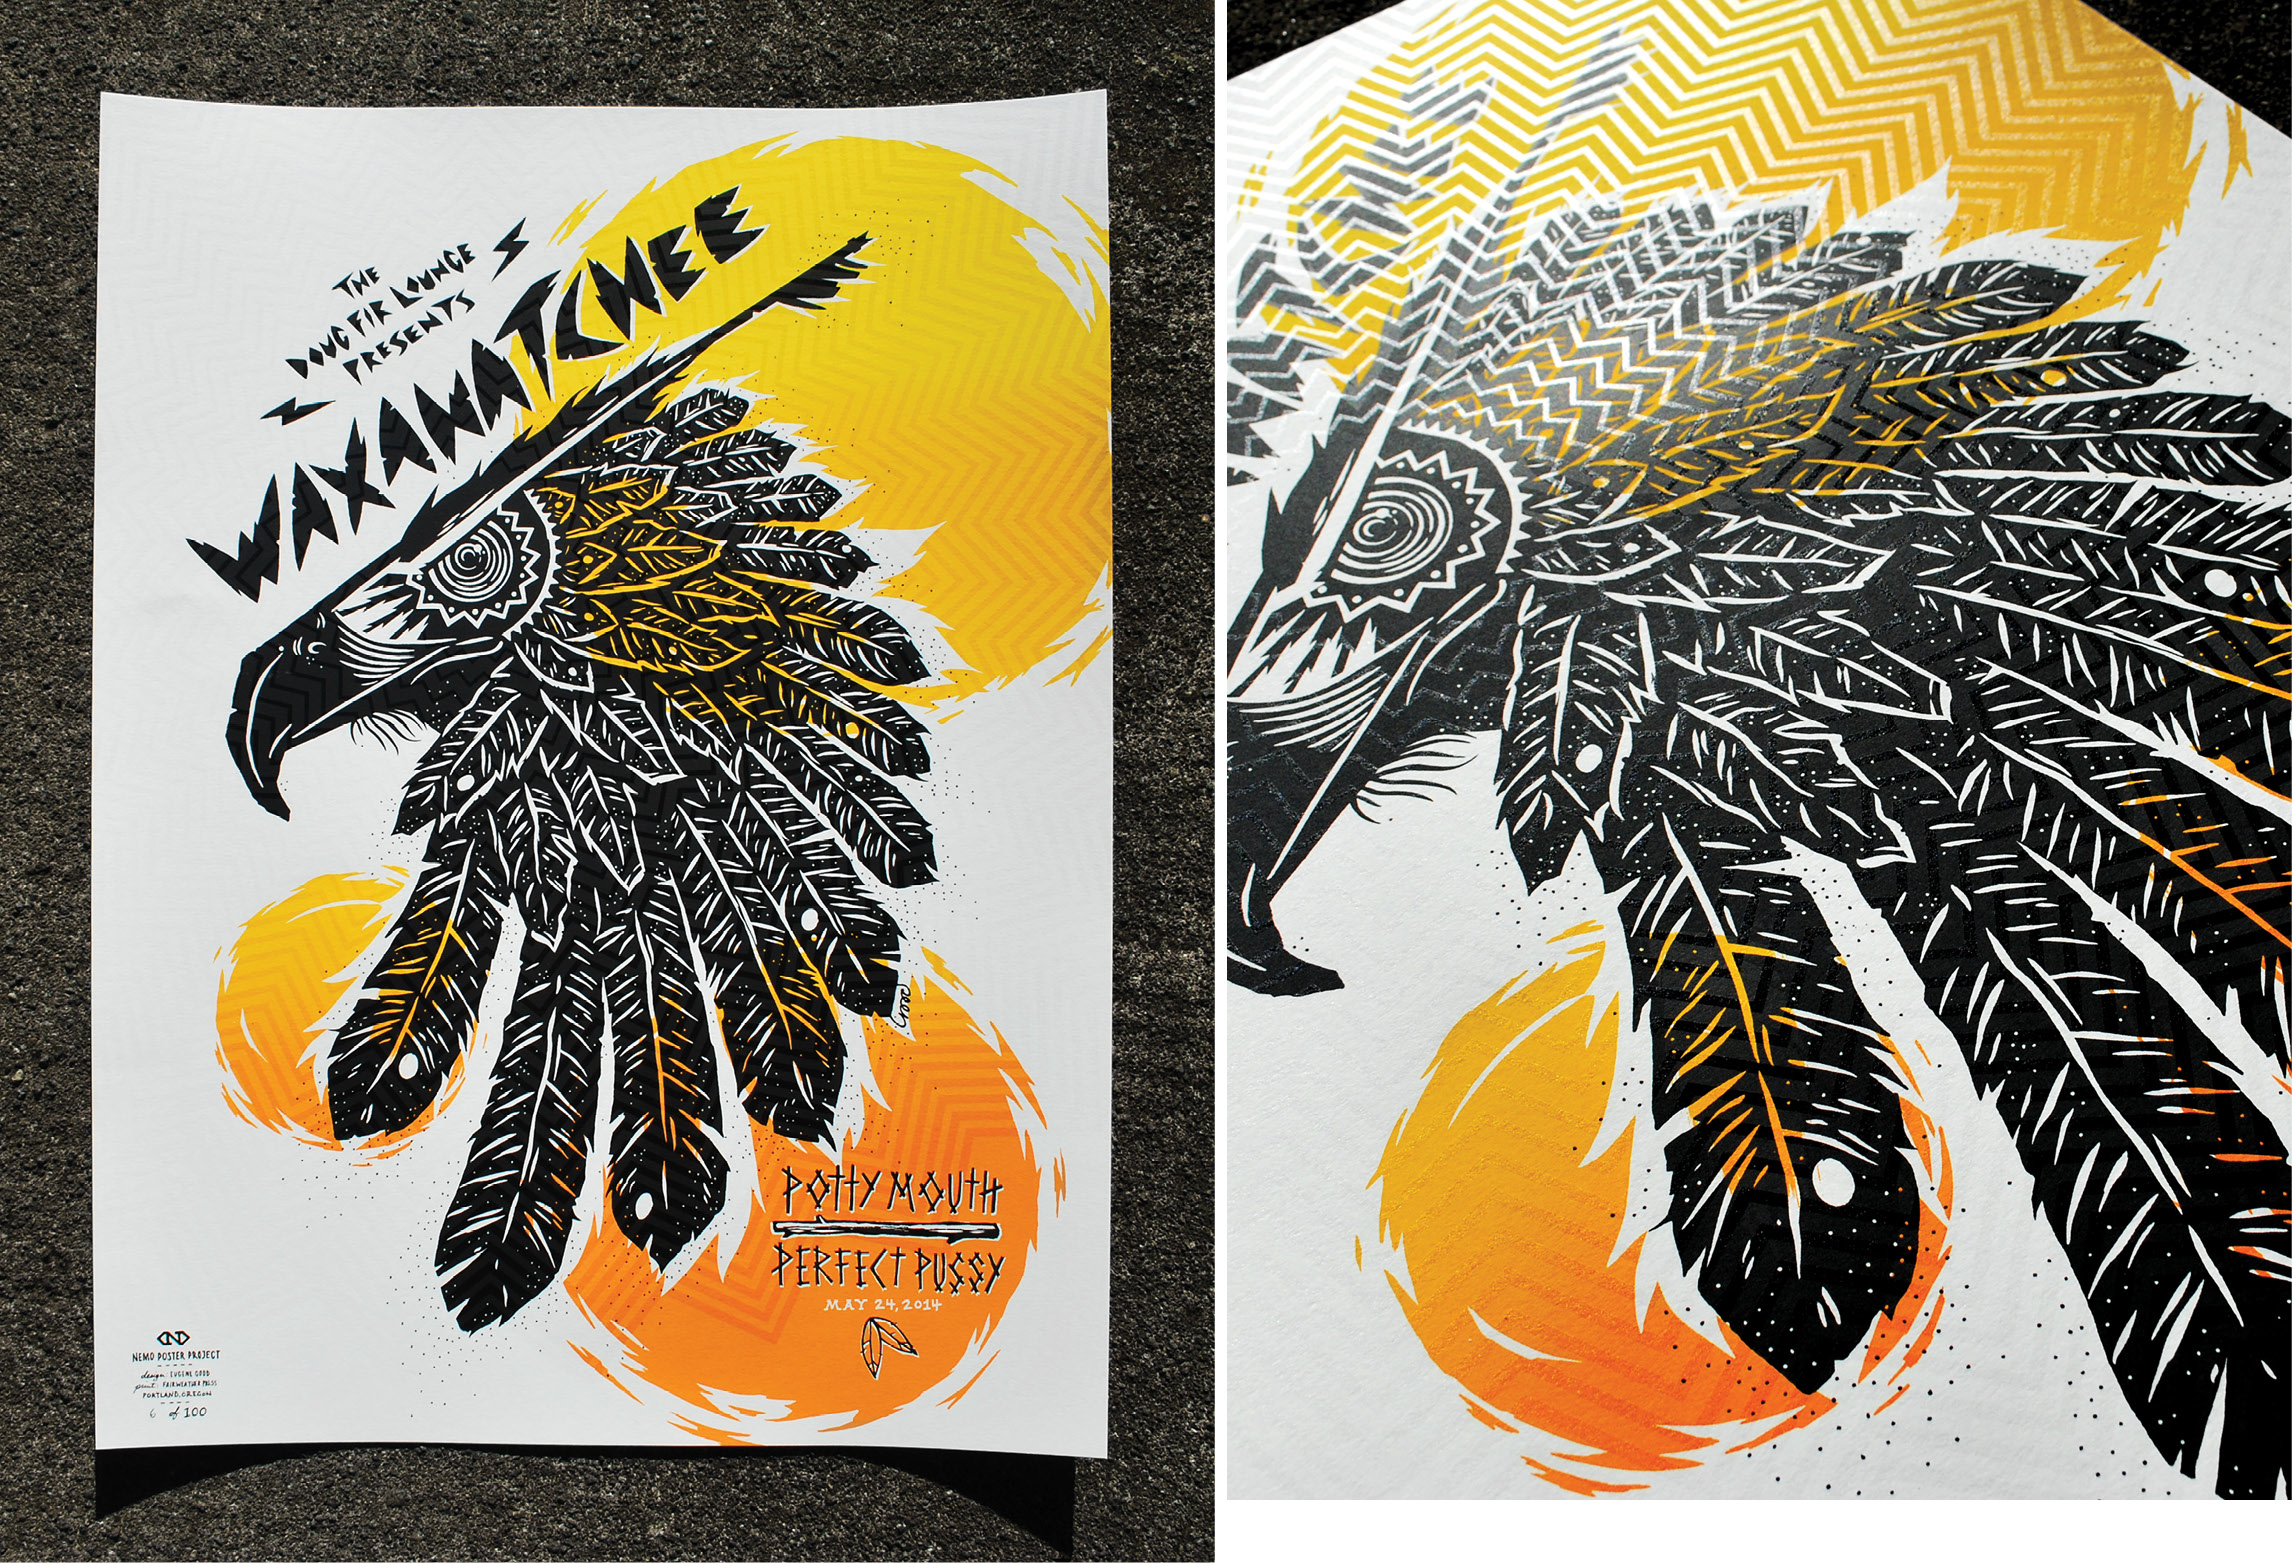 THE
DOUG FIR LOUNGE
PRESENTS
WAXAHATCHEE
GOOD
POTTY MOUTH
PERFECT PUSSY
MAY 24, 2014
NEMO POSTER PROJECT
design EUGENE GOOD
print FAIRWEATHER PRESS
PORTLAND, OREGON
6 of 100